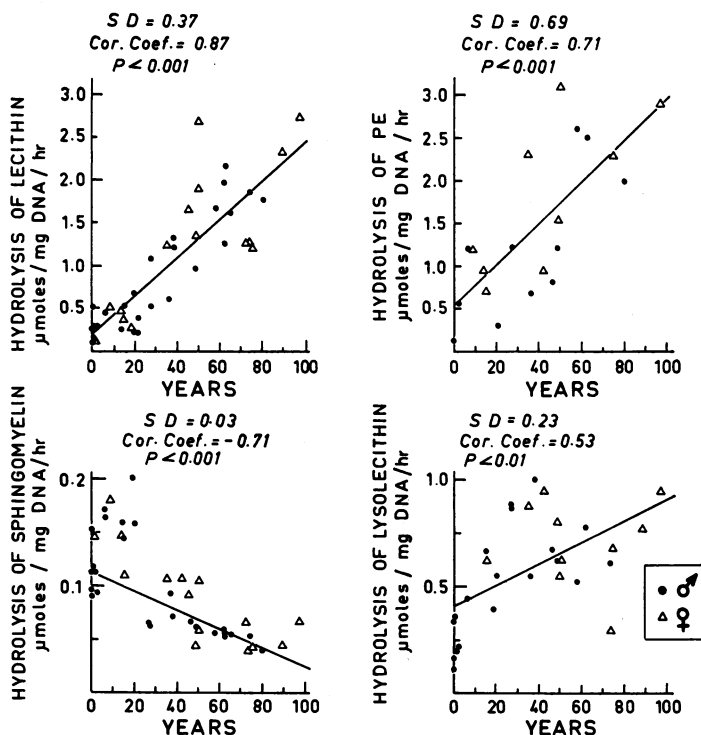 S D = 0.37
Cor. Coef. = 0.87
P < 0.001
HYDROLYSIS OF LECITHIN
μmoles / mg DNA / hr
3.0
2.5
2.0
1.5
1.0
0.5
0 20 40 60 80 100
YEARS
S D = 0.69
Cor. Coef. = 0.71
P < 0.001
HYDROLYSIS OF PE
μmoles / mg DNA / hr
3.0
2.5
2.0
1.5
1.0
0.5
0 20 40 60 80 100
YEARS
S D = 0.03
Cor. Coef. = - 0.71
P < 0.001
HYDROLYSIS OF SPHINGOMYELIN
μmoles / mg DNA/hr
0.2
0.1
0 20 40 60 80 100
YEARS
S D = 0.23
Cor. Coef. = 0.53
P < 0.01
HYDROLYSIS OF LYSOLECITHIN
μmoles / mg DNA/hr
1.0
0.5
0 20 40 60 80 100
YEARS
● ♂
△ ♀